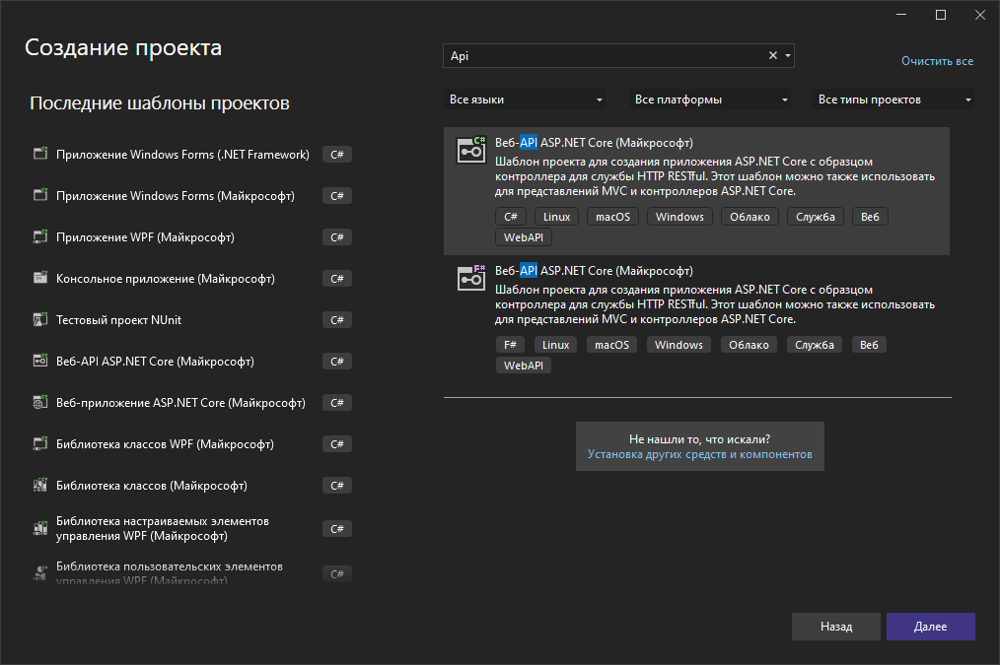 Создание проекта
Api
Очистить все
Последние шаблоны проектов
Все языки
Все платформы
Все типы проектов
Приложение Windows Forms (.NET Framework) C#
Приложение Windows Forms (Майкрософт) C#
Приложение WPF (Майкрософт) C#
Консольное приложение (Майкрософт) C#
Тестовый проект NUnit C#
Веб-API ASP.NET Core (Майкрософт) C#
Веб-приложение ASP.NET Core (Майкрософт) C#
Библиотека классов WPF (Майкрософт) C#
Библиотека классов (Майкрософт) C#
Библиотека настраиваемых элементов
управления WPF (Майкрософт) C#
Библиотека пользовательских элементов
управления WPF (Майкрософт) C#
C#
Веб-API ASP.NET Core (Майкрософт)
Шаблон проекта для создания приложения ASP.NET Core с образцом
контроллера для службы HTTP RESTful. Этот шаблон можно также использовать
для представлений MVC и контроллеров ASP.NET Core.
C# Linux macOS Windows Облако Служба Веб
WebAPI
F#
Веб-API ASP.NET Core (Майкрософт)
Шаблон проекта для создания приложения ASP.NET Core с образцом
контроллера для службы HTTP RESTful. Этот шаблон можно также использовать
для представлений MVC и контроллеров ASP.NET Core.
F# Linux macOS Windows Облако Служба Веб
WebAPI
Не нашли то, что искали?
Установка других средств и компонентов
Назад
Далее